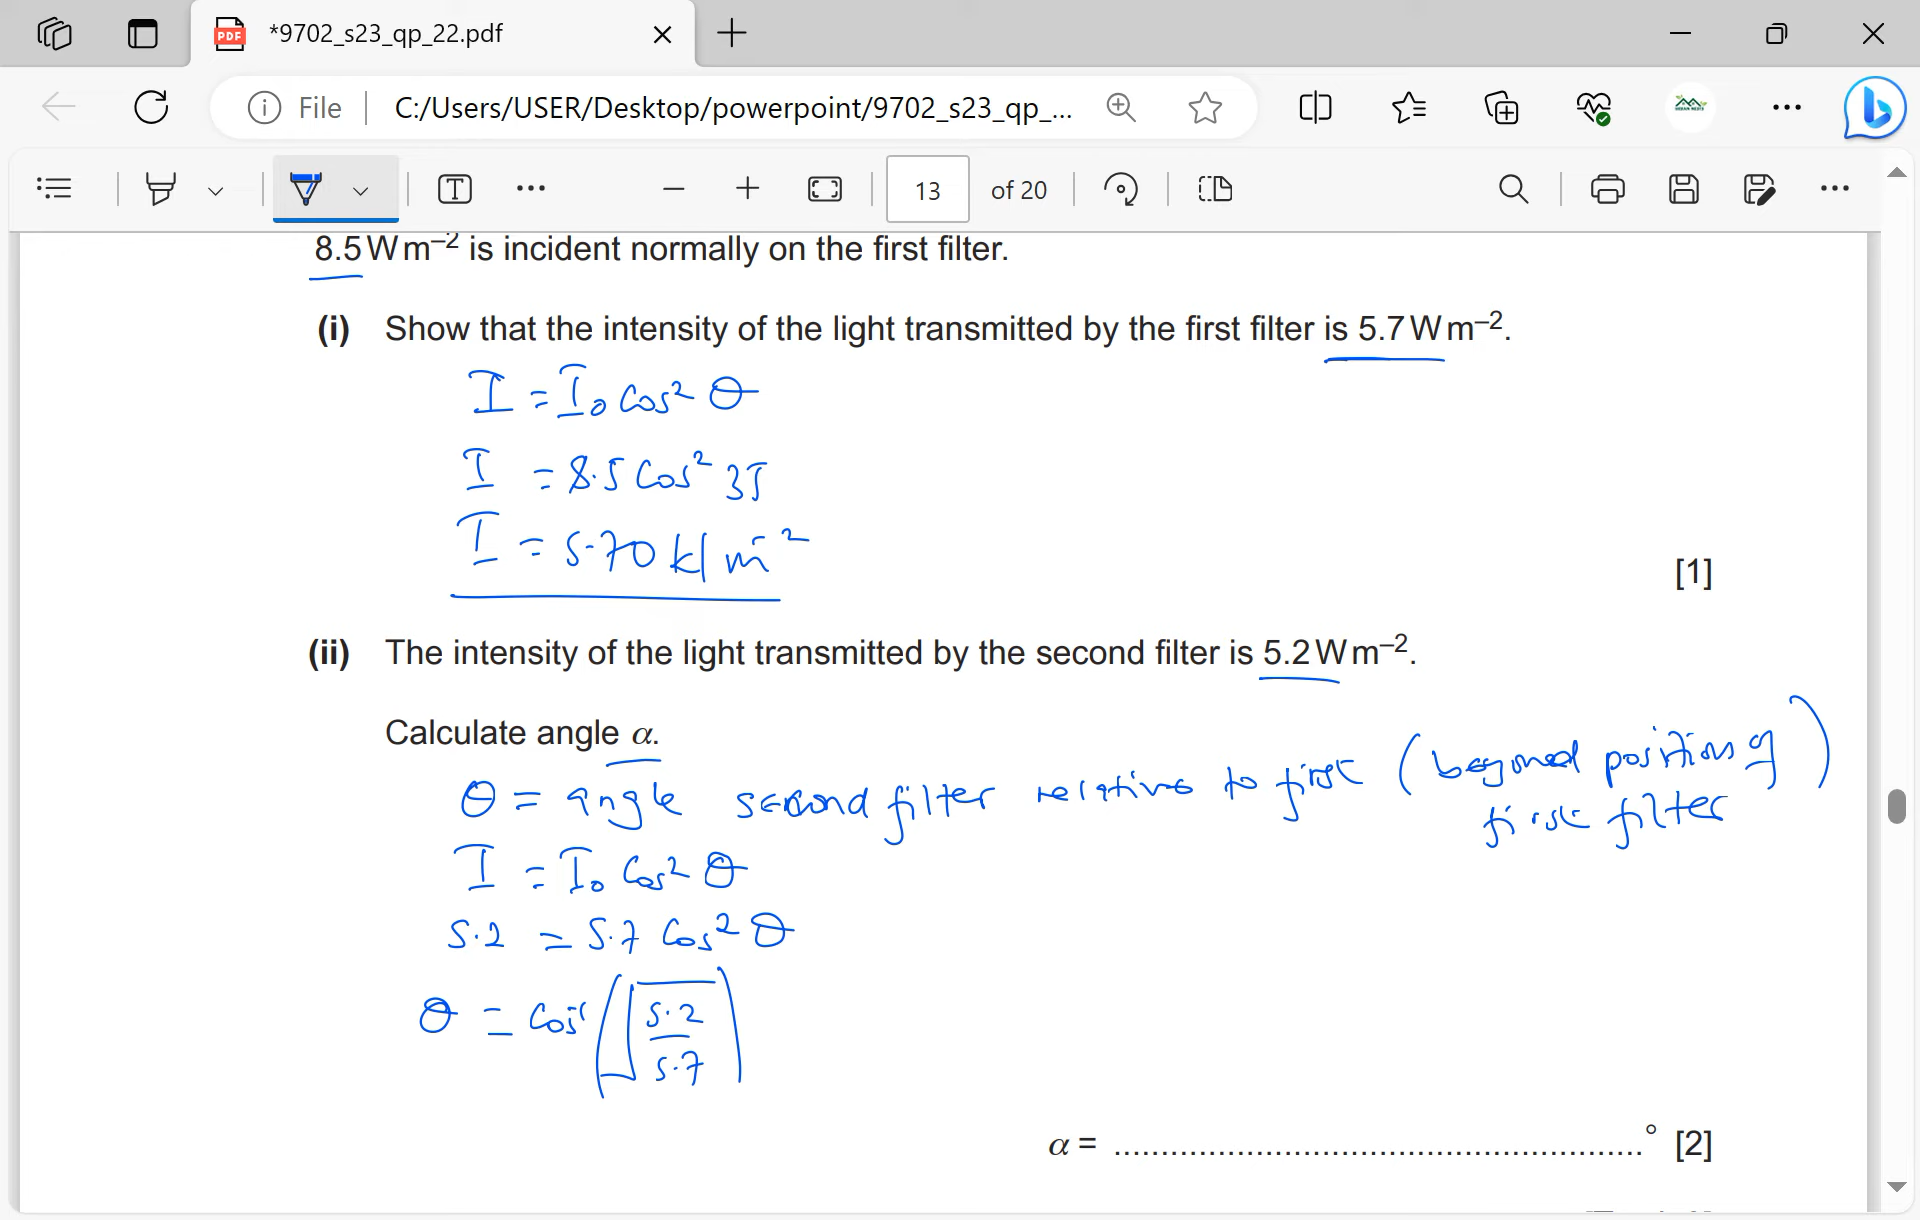 *9702_s23_qp_22.pdf
File
C:/Users/USER/Desktop/powerpoint/9702_s23_qp_...
13 of 20
8.5 W m⁻² is incident normally on the first filter.
(i) Show that the intensity of the light transmitted by the first filter is 5.7 W m⁻².
I = I₀ Cos² θ
I = 8.5 Cos² 35
I = 5.70 W m⁻²
[1]
(ii) The intensity of the light transmitted by the second filter is 5.2 W m⁻².
Calculate angle α.
θ = angle second filter relative to first (beyond position of first filter)
I = I₀ Cos² θ
5.2 = 5.7 Cos² θ
θ = Cos⁻¹ (√(5.2/5.7))
α = ...................................................... ° [2]